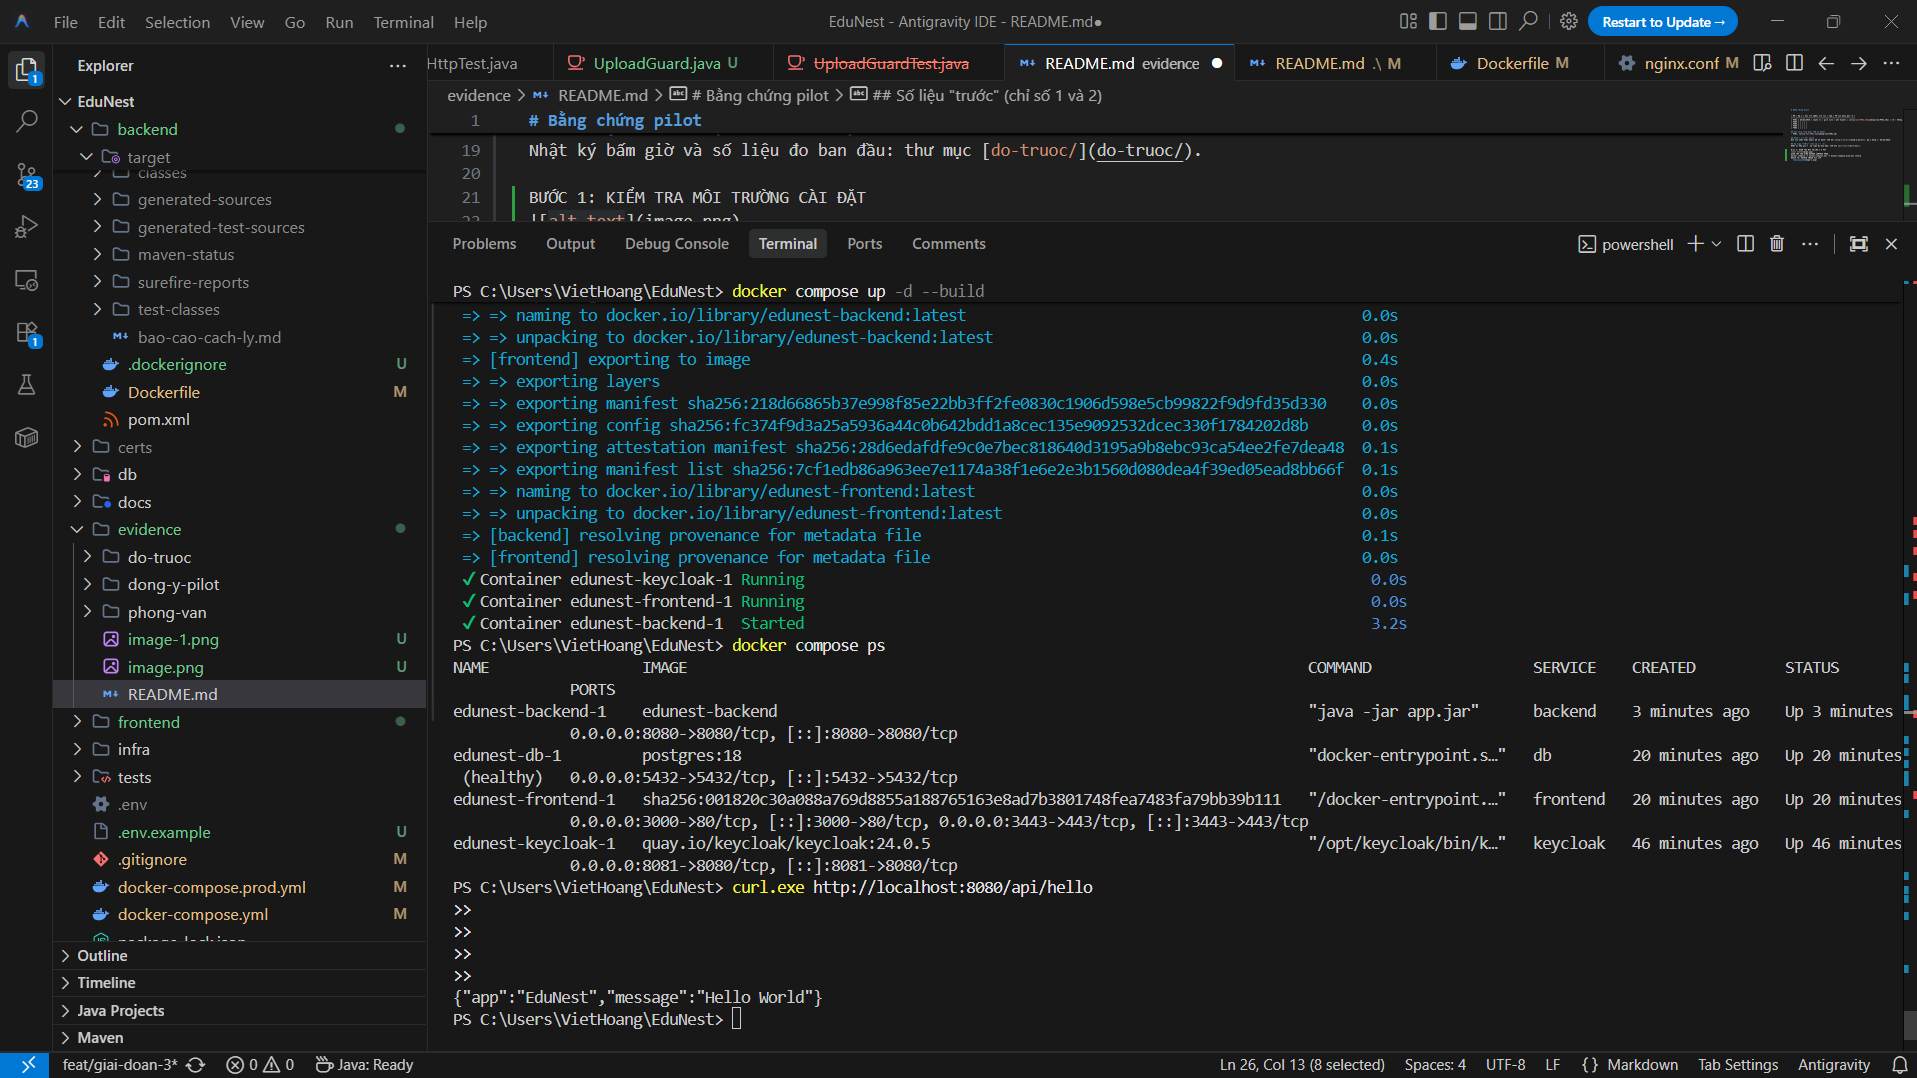 File Edit Selection View Go Run Terminal Help
EduNest - Antigravity IDE - README.md●
Restart to Update →
Explorer
EduNest
backend
target
classes
generated-sources
generated-test-sources
maven-status
surefire-reports
test-classes
bao-cao-cach-ly.md
.dockerignore U
Dockerfile M
pom.xml
certs
db
docs
evidence
do-truoc
dong-y-pilot
phong-van
image-1.png U
image.png U
README.md
frontend
infra
tests
.env
.env.example U
.gitignore M
docker-compose.prod.yml M
docker-compose.yml M
package-lock.json
Outline
Timeline
Java Projects
Maven
1
23
1
HttpTest.java UploadGuard.java U UploadGuardTest.java README.md evidence README.md .\ M Dockerfile M nginx.conf M
evidence > README.md > # Bằng chứng pilot > ## Số liệu "trước" (chỉ số 1 và 2)
1 # Bằng chứng pilot
19 Nhật ký bấm giờ và số liệu đo ban đầu: thư mục [do-truoc/](do-truoc/).
20
21 BƯỚC 1: KIỂM TRA MÔI TRƯỜNG CÀI ĐẶT
22 ![alt text](image.png)
Problems Output Debug Console Terminal Ports Comments
powershell
PS C:\Users\VietHoang\EduNest> docker compose up -d --build
=> => naming to docker.io/library/edunest-backend:latest 0.0s
=> => unpacking to docker.io/library/edunest-backend:latest 0.0s
=> [frontend] exporting to image 0.4s
=> => exporting layers 0.0s
=> => exporting manifest sha256:218d66865b37e998f85e22bb3ff2fe0830c1906d598e5cb99822f9d9fd35d330 0.0s
=> => exporting config sha256:fc374f9d3a25a5936a44c0b642bdd1a8cec135e9092532dcec330f1784202d8b 0.0s
=> => exporting attestation manifest sha256:28d6edafdfe9c0e7bec818640d3195a9b8ebc93ca54ee2fe7dea48 0.1s
=> => exporting manifest list sha256:7cf1edb86a963ee7e1174a38f1e6e2e3b1560d080dea4f39ed05ead8bb66f 0.1s
=> => naming to docker.io/library/edunest-frontend:latest 0.0s
=> => unpacking to docker.io/library/edunest-frontend:latest 0.0s
=> [backend] resolving provenance for metadata file 0.1s
=> [frontend] resolving provenance for metadata file 0.0s
✓ Container edunest-keycloak-1 Running 0.0s
✓ Container edunest-frontend-1 Running 0.0s
✓ Container edunest-backend-1 Started 3.2s
PS C:\Users\VietHoang\EduNest> docker compose ps
NAME IMAGE COMMAND SERVICE CREATED STATUS
PORTS
edunest-backend-1 edunest-backend "java -jar app.jar" backend 3 minutes ago Up 3 minutes
0.0.0.0:8080->8080/tcp, [::]:8080->8080/tcp
edunest-db-1 postgres:18 "docker-entrypoint.s…" db 20 minutes ago Up 20 minutes
(healthy) 0.0.0.0:5432->5432/tcp, [::]:5432->5432/tcp
edunest-frontend-1 sha256:001820c30a088a769d8855a188765163e8ad7b3801748fea7483fa79bb39b111 "/docker-entrypoint.…" frontend 20 minutes ago Up 20 minutes
0.0.0.0:3000->80/tcp, [::]:3000->80/tcp, 0.0.0.0:3443->443/tcp, [::]:3443->443/tcp
edunest-keycloak-1 quay.io/keycloak/keycloak:24.0.5 "/opt/keycloak/bin/k…" keycloak 46 minutes ago Up 46 minutes
0.0.0.0:8081->8080/tcp, [::]:8081->8080/tcp
PS C:\Users\VietHoang\EduNest> curl.exe http://localhost:8080/api/hello
>>
>>
>>
>>
{"app":"EduNest","message":"Hello World"}
PS C:\Users\VietHoang\EduNest>
feat/giai-doan-3* 0 0 Java: Ready Ln 26, Col 13 (8 selected) Spaces: 4 UTF-8 LF {} Markdown Tab Settings Antigravity